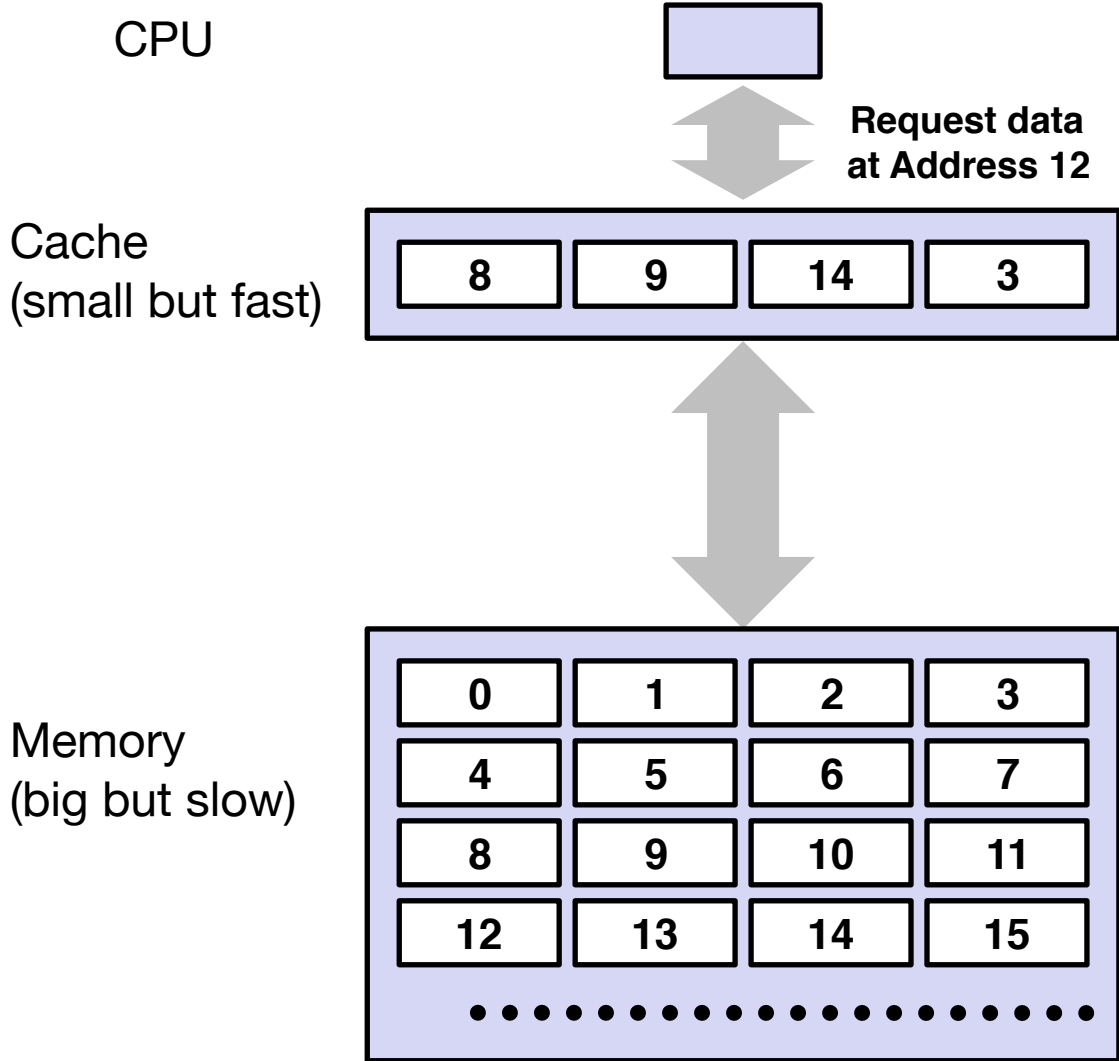 CPU
Request data
at Address 12
Cache
(small but fast)
8 9 14 3
Memory
(big but slow)
0 1 2 3
4 5 6 7
8 9 10 11
12 13 14 15